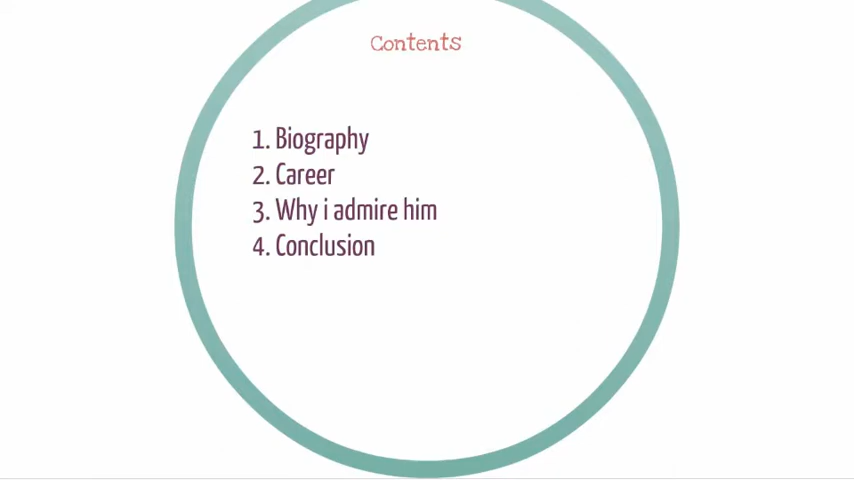 Contents
1. Biography
2. Career
3. Why i admire him
4. Conclusion